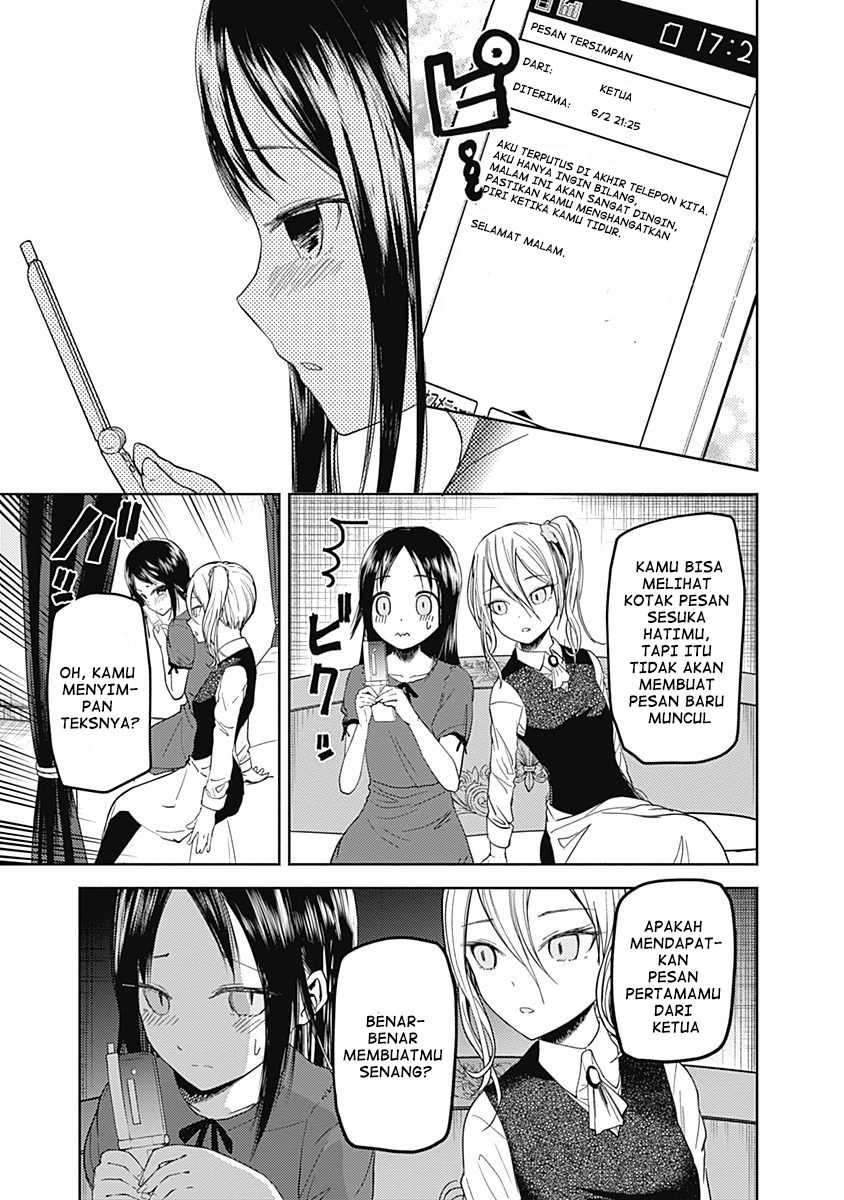 17:2
PESAN TERSIMPAN
DARI: KETUA
DITERIMA: 6/2 21:25
AKU TERPUTUS DI AKHIR TELEPON KITA.
AKU HANYA INGIN BILANG,
MALAM INI AKAN SANGAT DINGIN,
PASTIKAN KAMU MENGHANGATKAN
DIRI KETIKA KAMU TIDUR.
SELAMAT MALAM.
ピ
KAMU BISA
MELIHAT
KOTAK PESAN
SESUKA
HATIMU,
TAPI ITU
TIDAK AKAN
MEMBUAT
PESAN BARU
MUNCUL
ビクッ
OH, KAMU
MENYIM-
PAN
TEKSNYA?
APAKAH
MENDAPAT-
KAN
PESAN
PERTAMAMU
DARI
KETUA
BENAR-
BENAR
MEMBUATMU
SENANG?